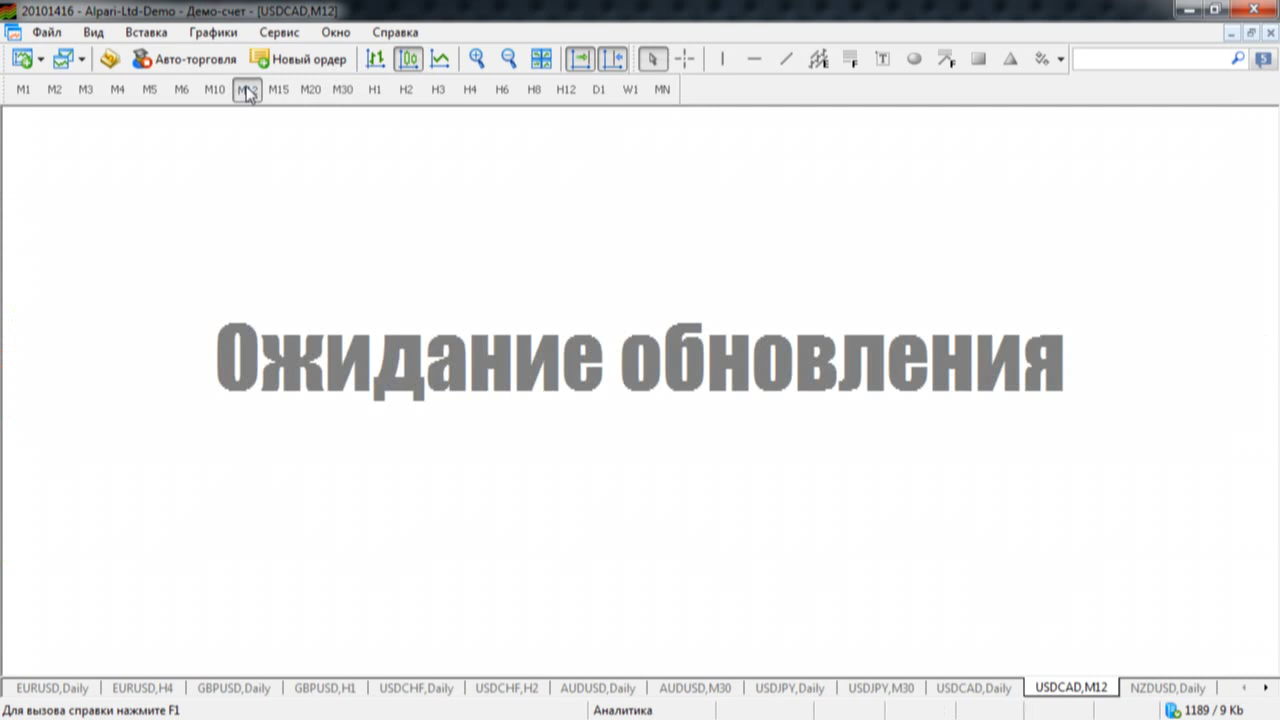 20101416 - Alpari-Ltd-Demo - Демо-счет - [USDCAD,M12]
Файл Вид Вставка Графики Сервис Окно Справка
Авто-торговля Новый ордер
M1 M2 M3 M4 M5 M6 M10 M12 M15 M20 M30 H1 H2 H3 H4 H6 H8 H12 D1 W1 MN
Ожидание обновления
EURUSD,Daily EURUSD,H4 GBPUSD,Daily GBPUSD,H1 USDCHF,Daily USDCHF,H2 AUDUSD,Daily AUDUSD,M30 USDJPY,Daily USDJPY,M30 USDCAD,Daily USDCAD,M12 NZDUSD,Daily
Для вызова справки нажмите F1 Аналитика 1189 / 9 Kb